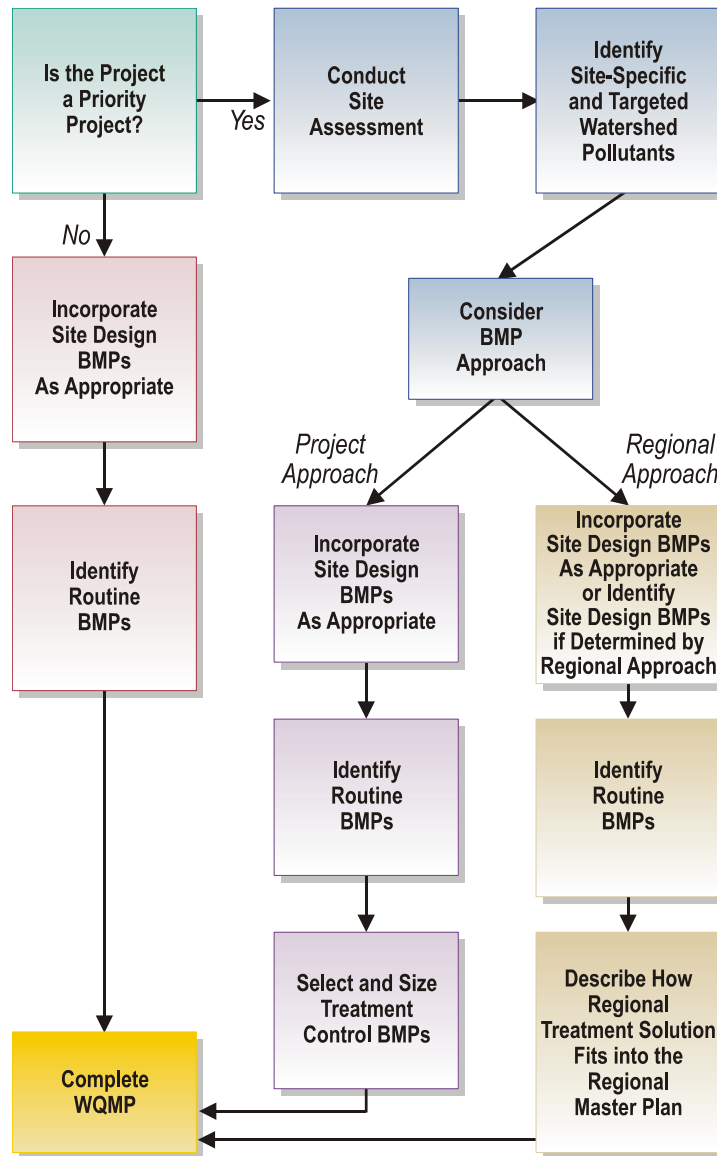 Is the Project
a Priority
Project?
Yes
Conduct
Site
Assessment
Identify
Site-Specific
and Targeted
Watershed
Pollutants
No
Incorporate
Site Design
BMPs
As Appropriate
Consider
BMP
Approach
Project
Approach
Regional
Approach
Identify
Routine
BMPs
Incorporate
Site Design
BMPs
As Appropriate
Incorporate
Site Design BMPs
As Appropriate
or Identify
Site Design BMPs
if Determined by
Regional Approach
Identify
Routine
BMPs
Identify
Routine
BMPs
Select and Size
Treatment
Control BMPs
Describe How
Regional
Treatment Solution
Fits into the
Regional
Master Plan
Complete
WQMP